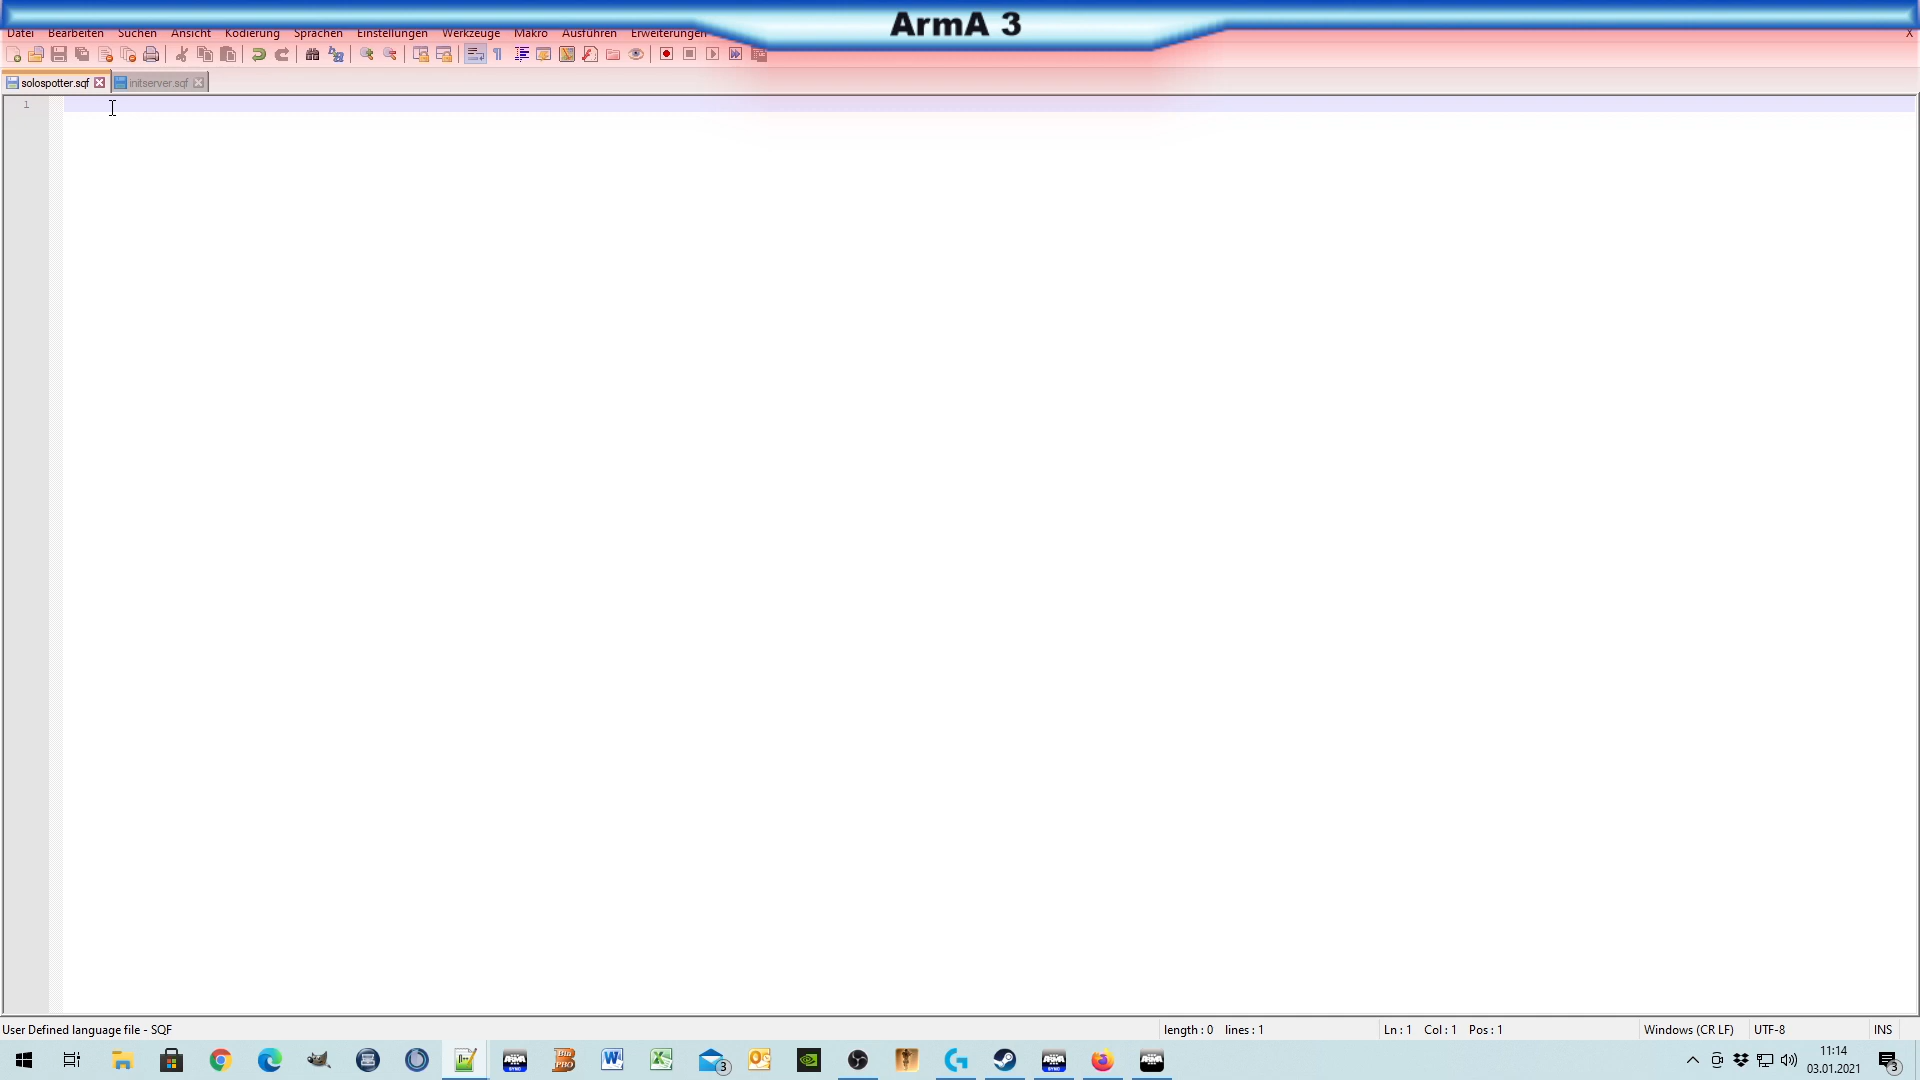 ArmA 3
Datei Bearbeiten Suchen Ansicht Kodierung Sprachen Einstellungen Werkzeuge Makro Ausführen Erweiterungen X
solospotter.sqf initserver.sqf
1
User Defined language file - SQF length : 0 lines : 1 Ln : 1 Col : 1 Pos : 1 Windows (CR LF) UTF-8 INS
11:14
03.01.2021
3
3